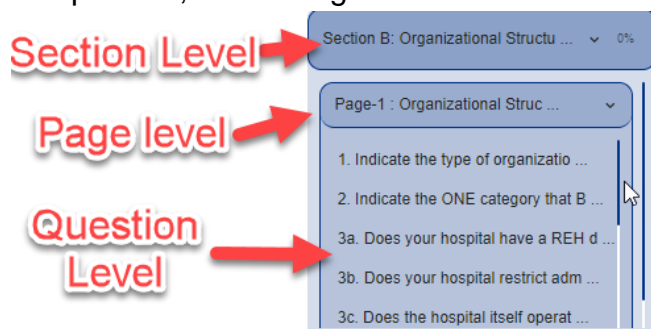 Section B: Organizational Structu ... 0%
Section Level
Page-1 : Organizational Struc ...
Page level
1. Indicate the type of organizatio ...
2. Indicate the ONE category that B ...
Question
Level
3a. Does your hospital have a REH d ...
3b. Does your hospital restrict adm ...
3c. Does the hospital itself operat ...